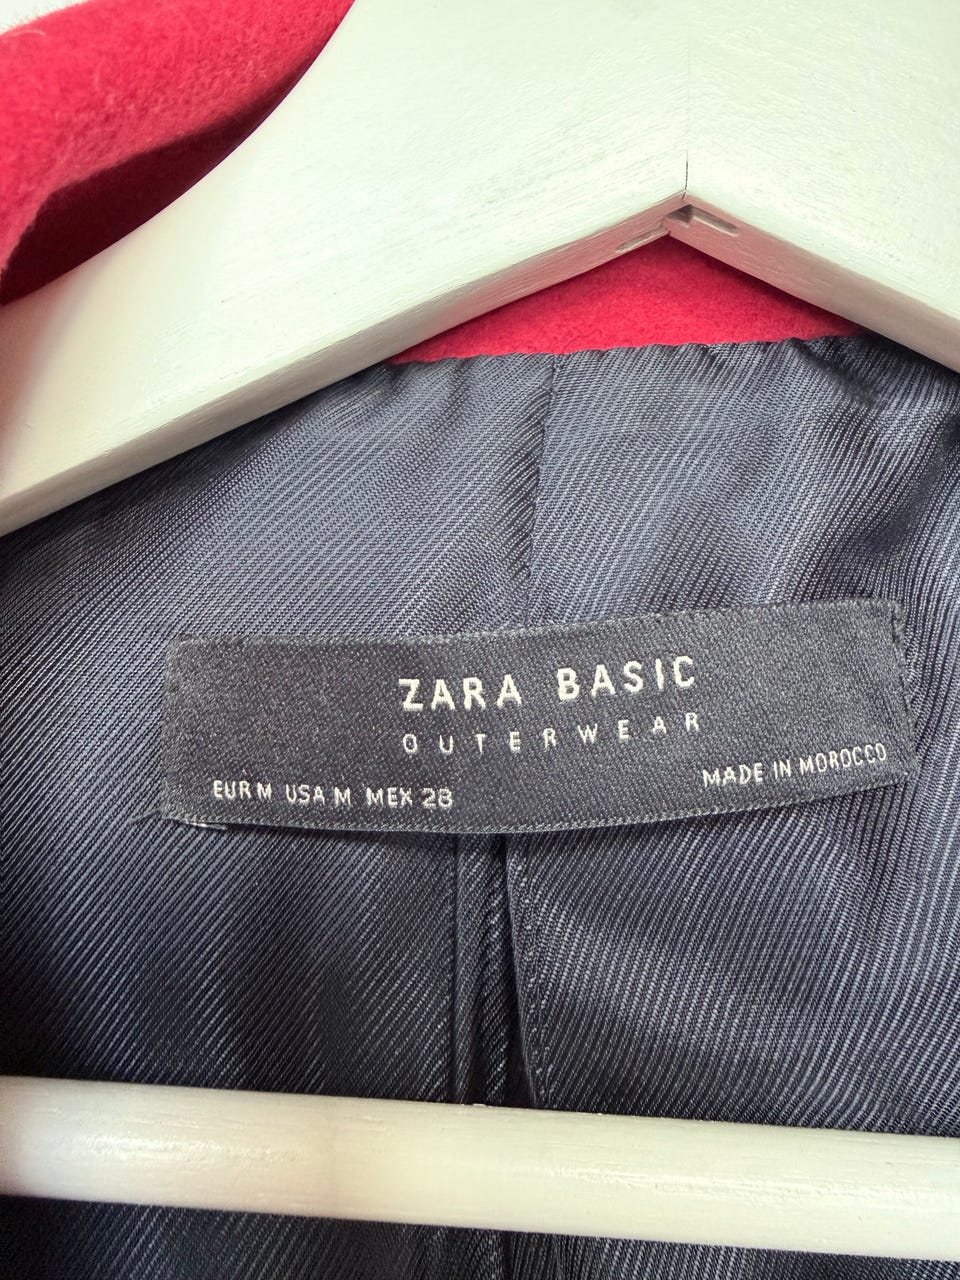 ZARA BASIC
OUTERWEAR
EUR M USA M MEX 28
MADE IN MOROCCO